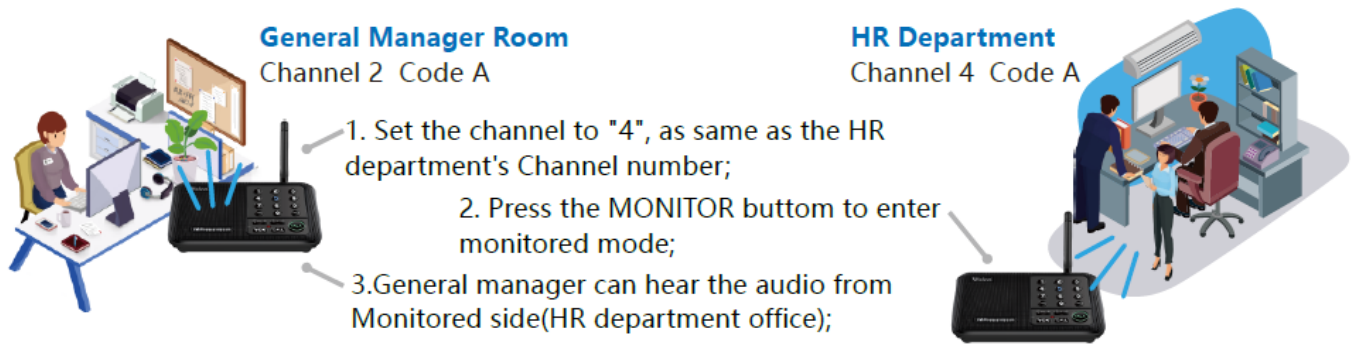 General Manager Room
Channel 2 Code A
HR Department
Channel 4 Code A
1. Set the channel to "4", as same as the HR
department's Channel number;
2. Press the MONITOR buttom to enter
monitored mode;
3.General manager can hear the audio from
Monitored side(HR department office);